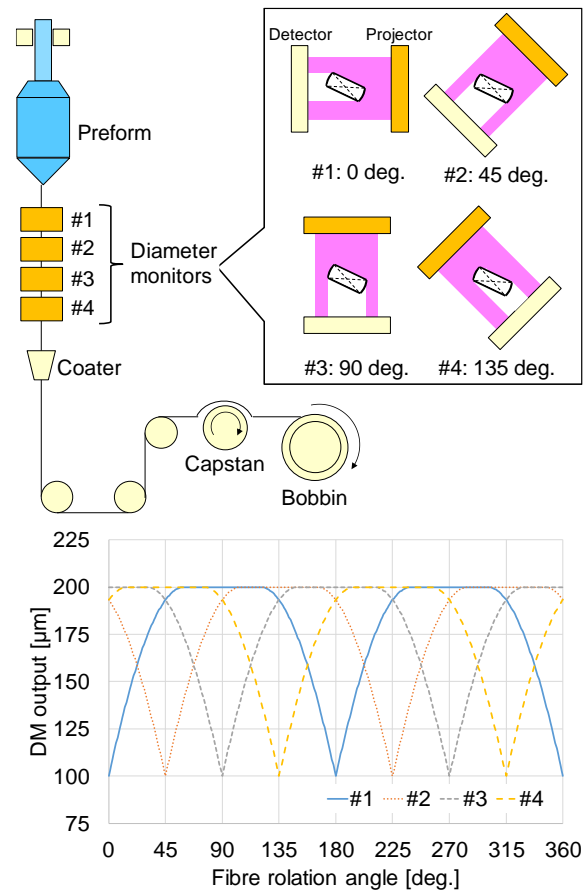 Preform
#1
#2
#3
#4
Diameter
monitors
Coater
Capstan
Bobbin
Detector
Projector
#1: 0 deg.
#2: 45 deg.
#3: 90 deg.
#4: 135 deg.
225
200
175
150
125
100
75
DM output [µm]
#1
#2
#3
#4
0 45 90 135 180 225 270 315 360
Fibre rolation angle [deg.]